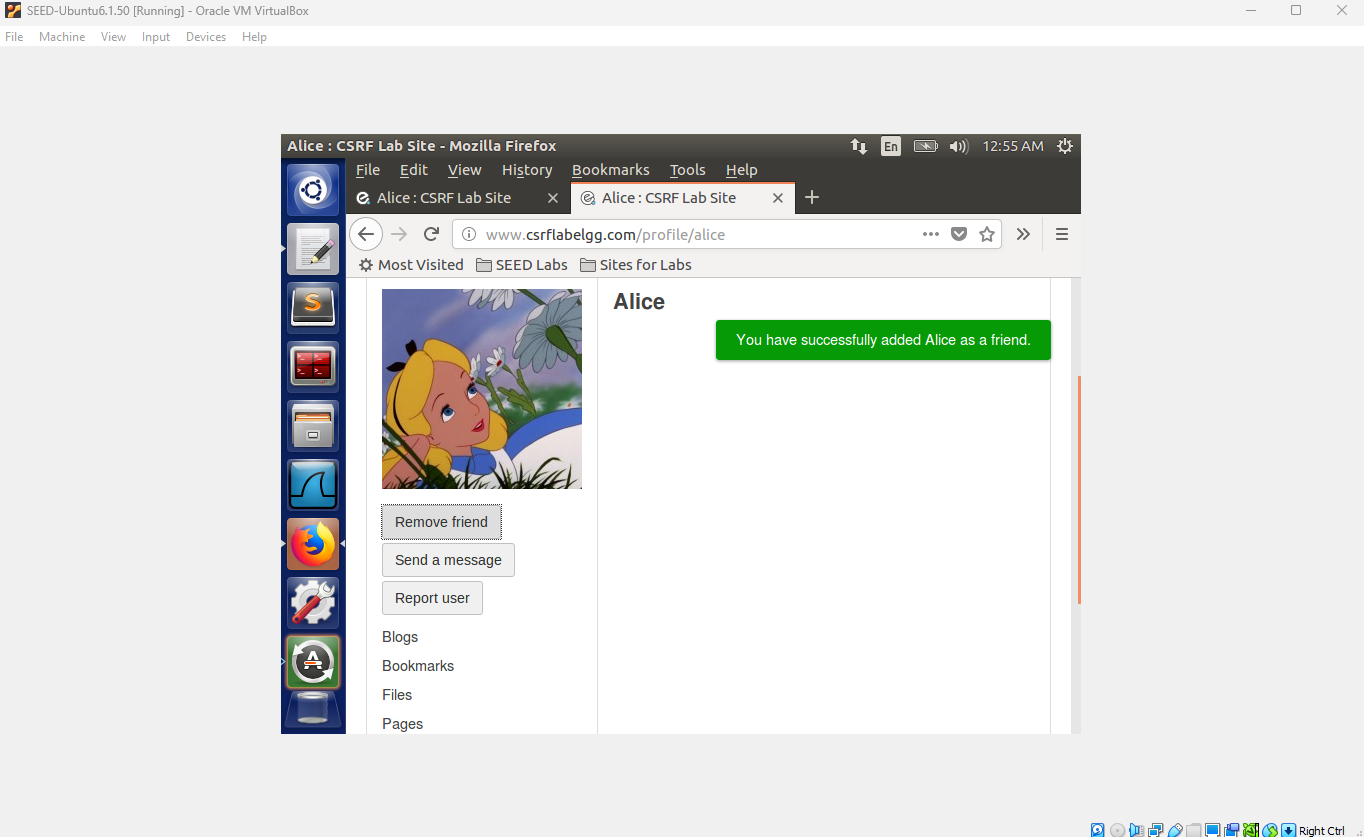 SEED-Ubuntu6.1.50 [Running] - Oracle VM VirtualBox
File Machine View Input Devices Help
Alice : CSRF Lab Site - Mozilla Firefox En 12:55 AM
File Edit View History Bookmarks Tools Help
Alice : CSRF Lab Site Alice : CSRF Lab Site
www.csrflabelgg.com/profile/alice
Most Visited SEED Labs Sites for Labs
Alice
You have successfully added Alice as a friend.
Remove friend
Send a message
Report user
Blogs
Bookmarks
Files
Pages
Right Ctrl